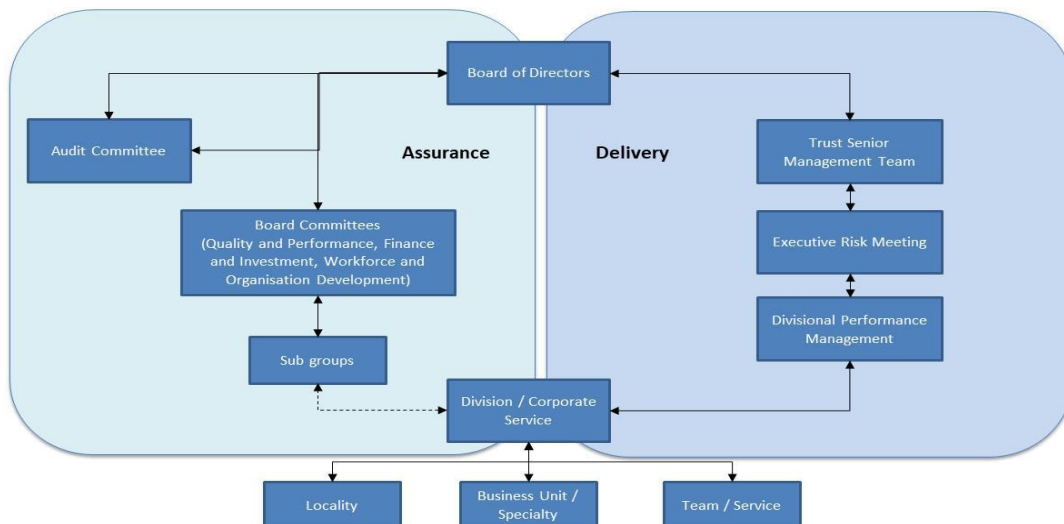 Board of Directors
Audit Committee
Assurance
Delivery
Trust Senior
Management Team
Board Committees
(Quality and Performance, Finance
and Investment, Workforce and
Organisation Development)
Executive Risk Meeting
Divisional Performance
Management
Sub groups
Division / Corporate
Service
Locality
Business Unit /
Specialty
Team / Service